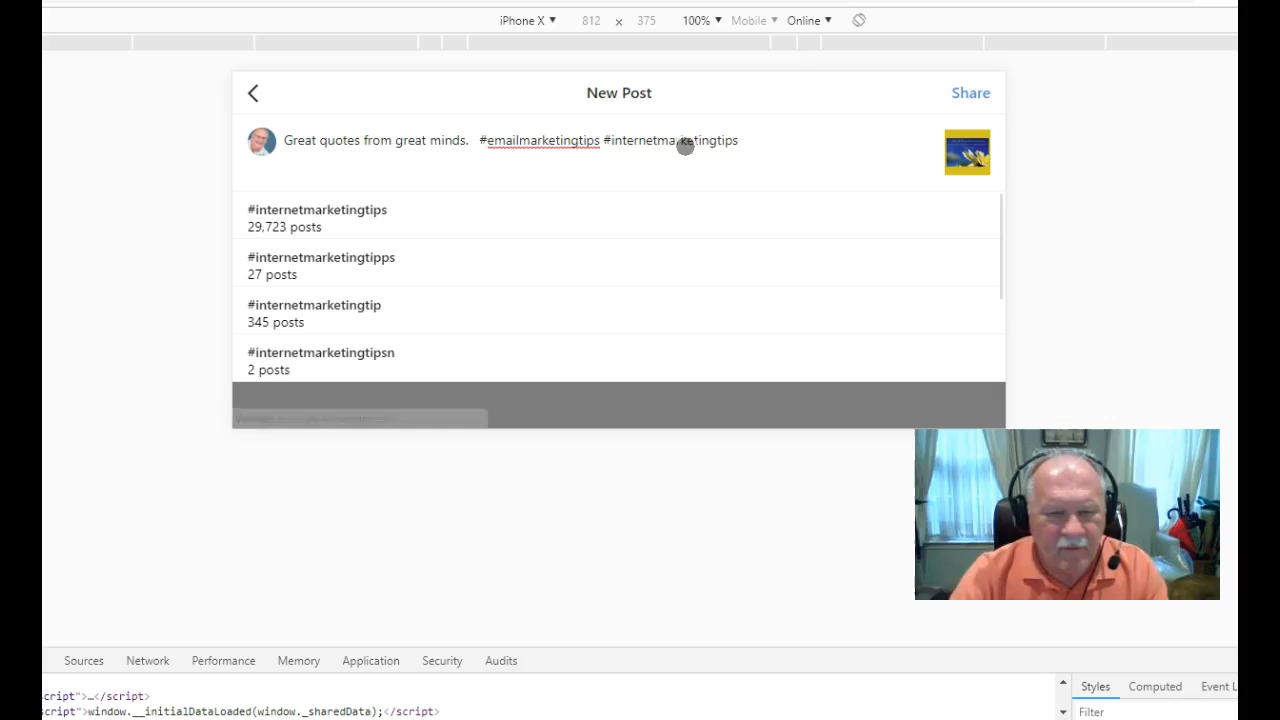 iPhone X ▼ 812 x 375 100% ▼ Mobile ▼ Online ▼
New Post
Share
Great quotes from great minds. #emailmarketingtips #internetmarketingtips
#internetmarketingtips
29,723 posts
#internetmarketingtipps
27 posts
#internetmarketingtip
345 posts
#internetmarketingtipsn
2 posts
Sources Network Performance Memory Application Security Audits
Styles Computed Event L
cript">…</script>
cript">window.__initialDataLoaded(window._sharedData);</script>
Filter